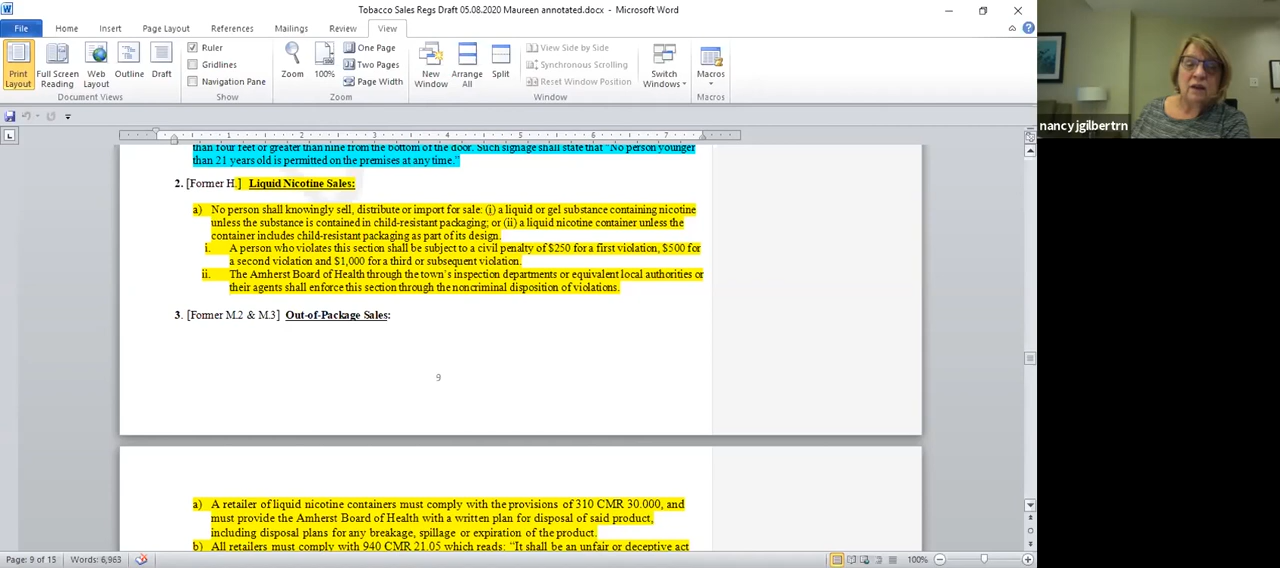 Tobacco Sales Regs Draft 05.08.2020 Maureen annotated.docx - Microsoft Word
File Home Insert Page Layout References Mailings Review View
Print Layout
Full Screen Reading
Web Layout
Outline
Draft
Document Views
Ruler
Gridlines
Navigation Pane
Show
Zoom
100%
One Page
Two Pages
Page Width
Zoom
New Window
Arrange All
Split
View Side by Side
Synchronous Scrolling
Reset Window Position
Window
Switch Windows
Macros
Macros
1 2 3 4 5 6 7
nancy jgilbertrn
than four feet or greater than nine from the bottom of the door. Such signage shall state that "No person younger
than 21 years old is permitted on the premises at any time."
2. [Former H.] Liquid Nicotine Sales:
a) No person shall knowingly sell, distribute or import for sale: (i) a liquid or gel substance containing nicotine
unless the substance is contained in child-resistant packaging; or (ii) a liquid nicotine container unless the
container includes child-resistant packaging as part of its design.
i. A person who violates this section shall be subject to a civil penalty of $250 for a first violation, $500 for
a second violation and $1,000 for a third or subsequent violation.
ii. The Amherst Board of Health through the town's inspection departments or equivalent local authorities or
their agents shall enforce this section through the noncriminal disposition of violations.
3. [Former M.2 & M.3] Out-of-Package Sales:
9
a) A retailer of liquid nicotine containers must comply with the provisions of 310 CMR 30.000, and
must provide the Amherst Board of Health with a written plan for disposal of said product,
including disposal plans for any breakage, spillage or expiration of the product.
b) All retailers must comply with 940 CMR 21.05 which reads: "It shall be an unfair or deceptive act
Page: 9 of 15 Words: 6,963 100%